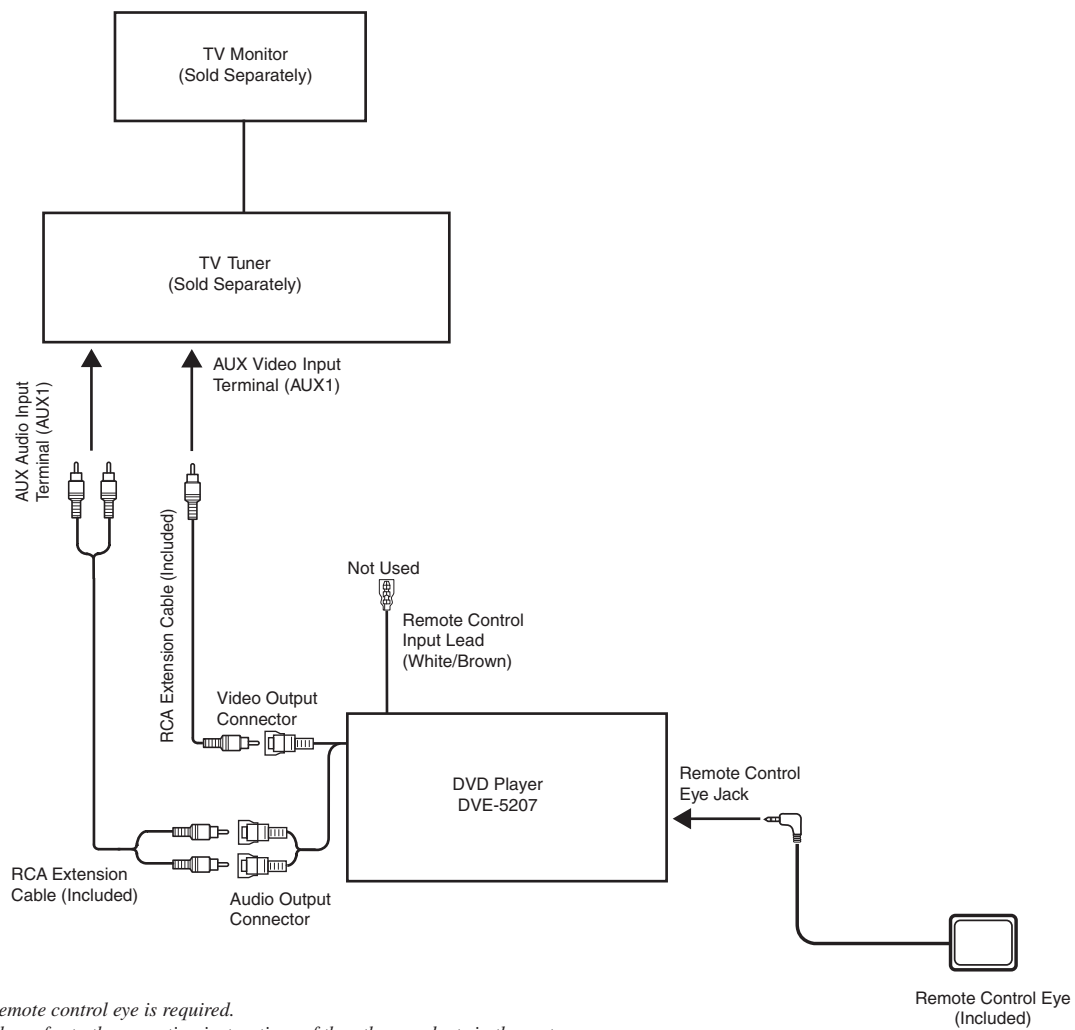 TV Monitor
(Sold Separately)
TV Tuner
(Sold Separately)
AUX Video Input
Terminal (AUX1)
AUX Audio Input
Terminal (AUX1)
RCA Extension Cable (Included)
Not Used
Remote Control
Input Lead
(White/Brown)
Video Output
Connector
DVD Player
DVE-5207
Remote Control
Eye Jack
RCA Extension
Cable (Included)
Audio Output
Connector
Remote Control Eye
(Included)
remote control eye is required.